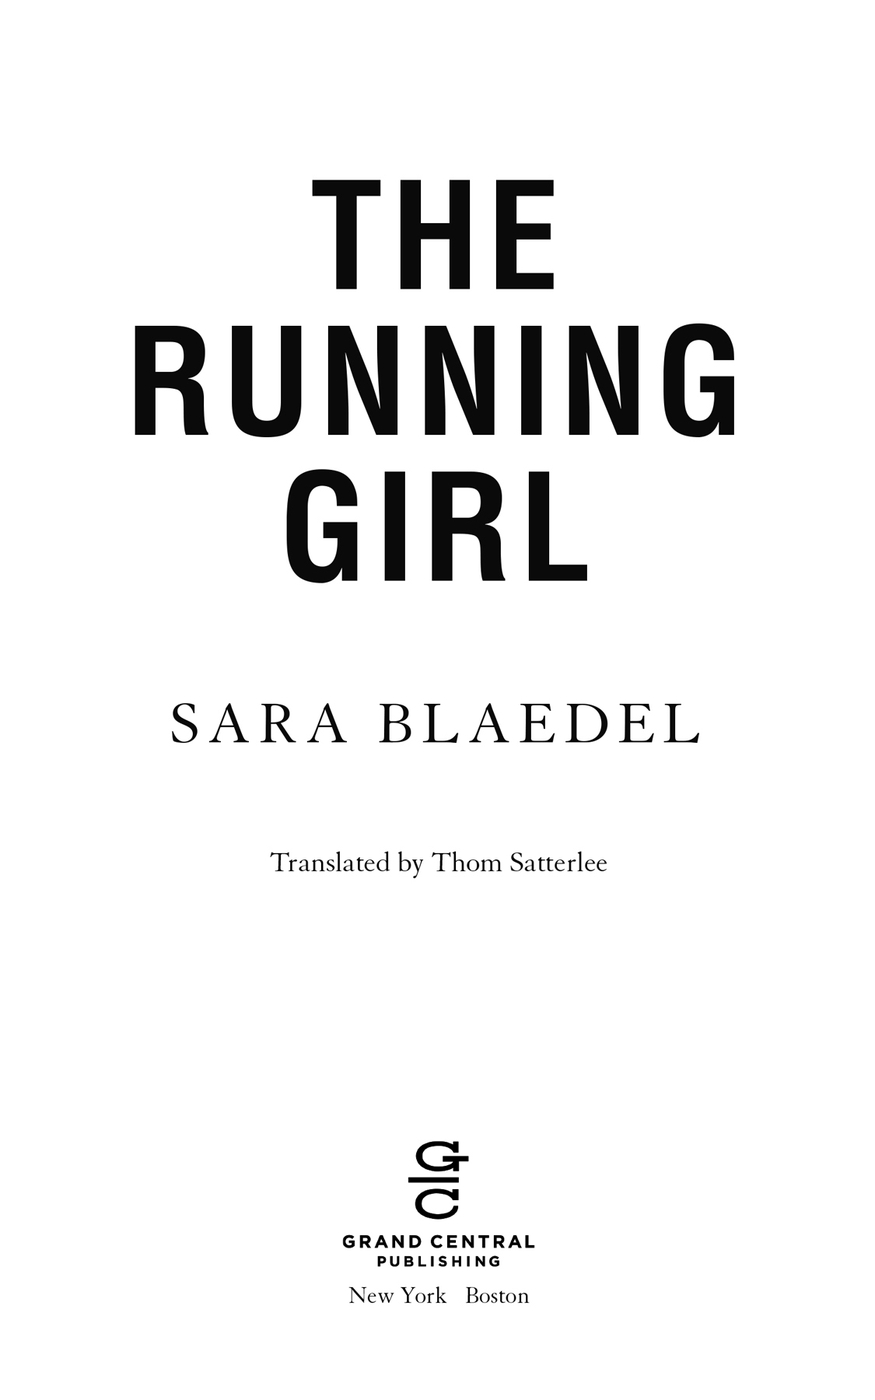 THE
RUNNING
GIRL
SARA BLAEDEL
Translated by Thom Satterlee
GC
GRAND CENTRAL
PUBLISHING
New York Boston